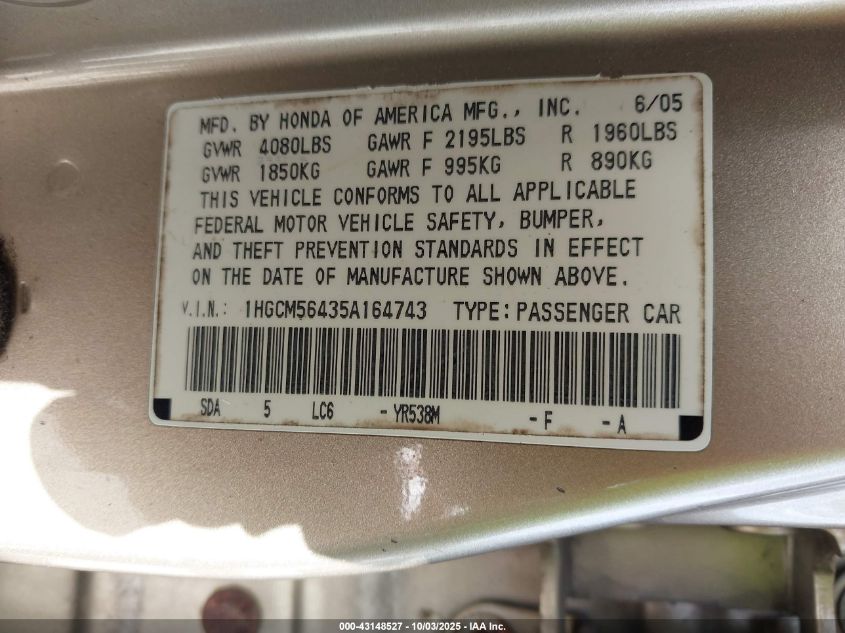 MFD. BY HONDA OF AMERICA MFG., INC. 6/05
GVWR 4080LBS GAWR F 2195LBS R 1960LBS
GVWR 1850KG GAWR F 995KG R 890KG
THIS VEHICLE CONFORMS TO ALL APPLICABLE
FEDERAL MOTOR VEHICLE SAFETY, BUMPER,
AND THEFT PREVENTION STANDARDS IN EFFECT
ON THE DATE OF MANUFACTURE SHOWN ABOVE.
V.I.N.: 1HGCM56435A164743 TYPE: PASSENGER CAR
SDA 5 LC6 - YR538M - F - A
000-43148527 - 10/03/2025 - IAA Inc.